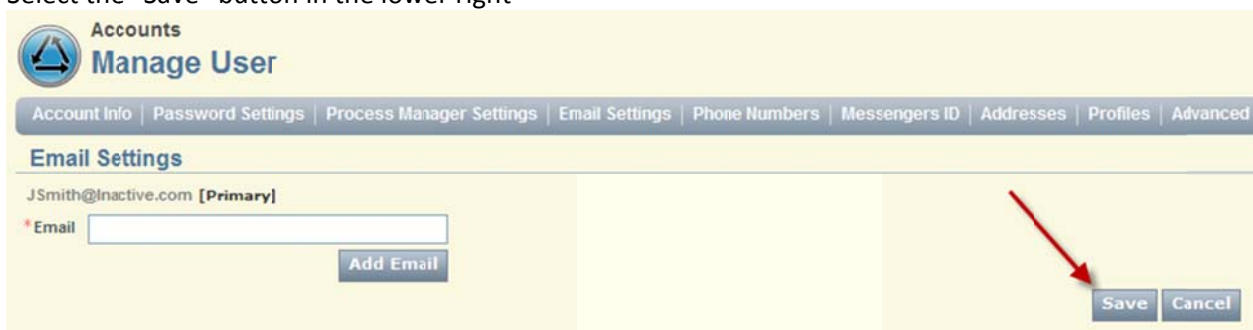 Select the "Save" button in the lower right
Accounts
Manage User
Account Info | Password Settings | Process Manager Settings | Email Settings | Phone Numbers | Messengers ID | Addresses | Profiles | Advanced
Email Settings
JSmith@Inactive.com [Primary]
*Email
Add Email
Save Cancel